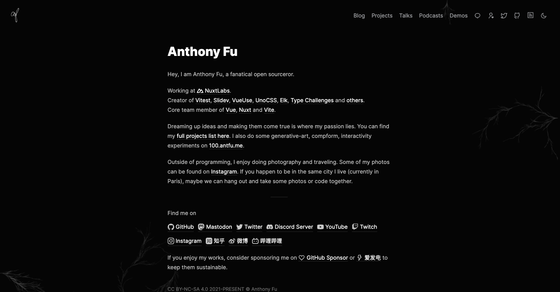 Blog Projects Talks Podcasts Demos
Anthony Fu
Hey, I am Anthony Fu, a fanatical open sourceror.
Working at NuxtLabs.
Creator of Vitest, Slidev, VueUse, UnoCSS, Elk, Type Challenges and others.
Core team member of Vue, Nuxt and Vite.
Dreaming up ideas and making them come true is where my passion lies. You can find
my full projects list here. I also do some generative-art, compform, interactivity
experiments on 100.antfu.me.
Outside of programming, I enjoy doing photography and traveling. Some of my photos
can be found on Instagram. If you happen to be in the same city I live (currently in
Paris), maybe we can hang out and take some photos or code together.
Find me on
GitHub Mastodon Twitter Discord Server YouTube Twitch
Instagram 知乎 微博 哔哩哔哩
If you enjoy my works, consider sponsoring me on GitHub Sponsor or 爱发电 to
keep them sustainable.
CC BY-NC-SA 4.0 2021-PRESENT © Anthony Fu